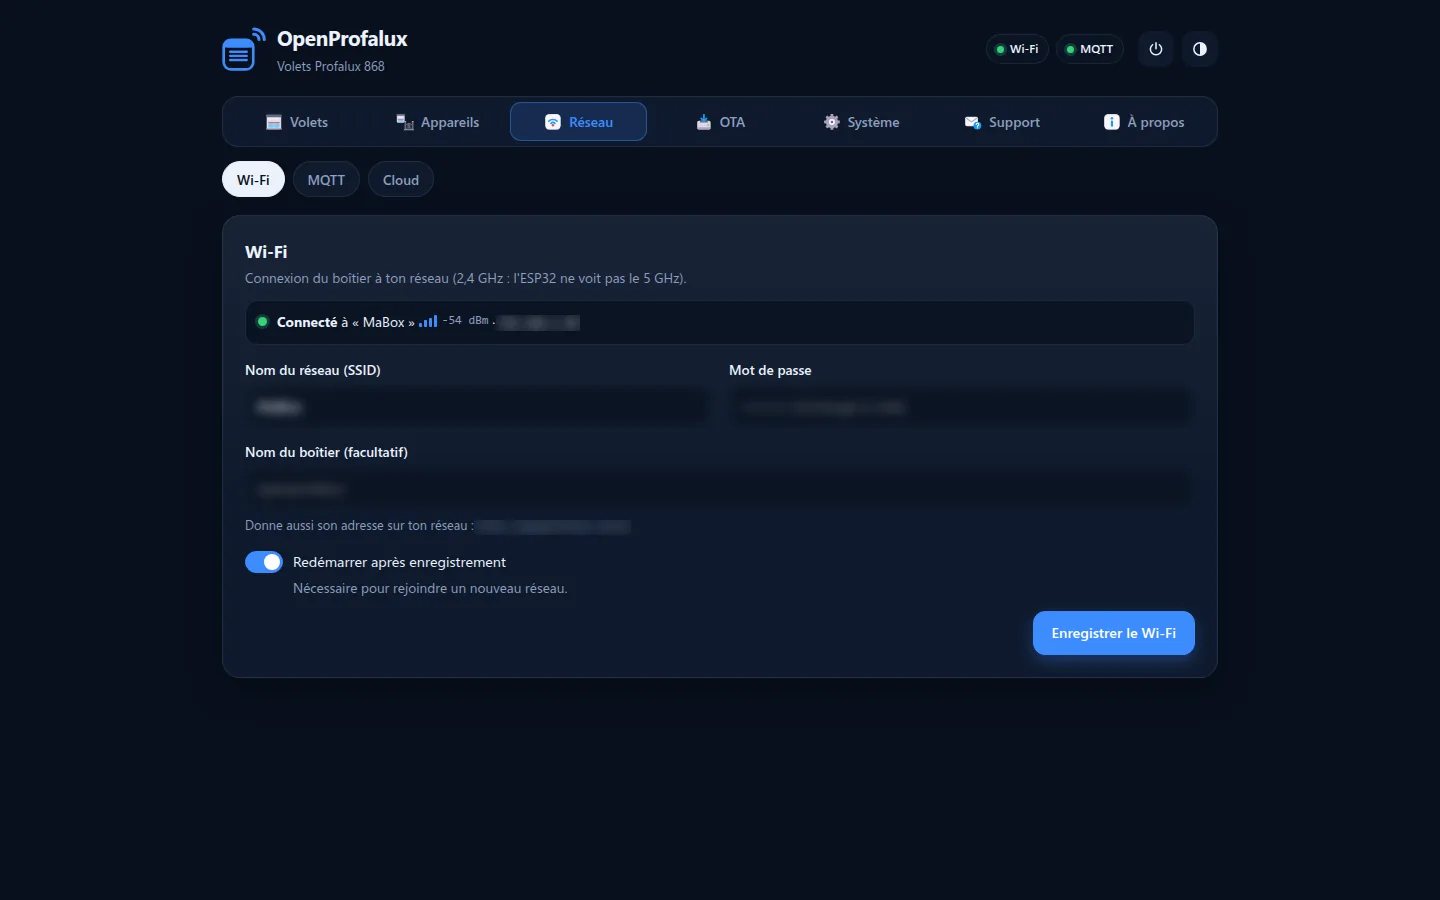 OpenProfalux
Volets Profalux 868
Wi-Fi
MQTT
Volets
Appareils
Réseau
OTA
Système
Support
À propos
Wi-Fi
MQTT
Cloud
Wi-Fi
Connexion du boîtier à ton réseau (2,4 GHz : l'ESP32 ne voit pas le 5 GHz).
Connecté à « MaBox » -54 dBm .
Nom du réseau (SSID)
Mot de passe
Nom du boîtier (facultatif)
Donne aussi son adresse sur ton réseau :
Redémarrer après enregistrement
Nécessaire pour rejoindre un nouveau réseau.
Enregistrer le Wi-Fi